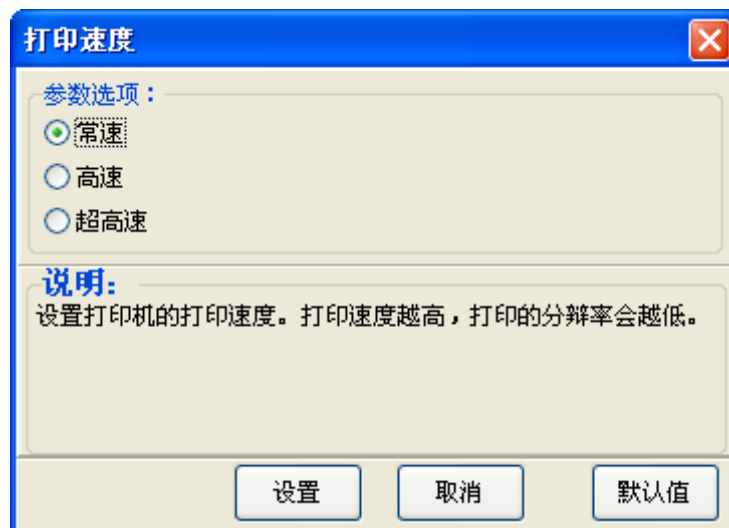 打印速度
参数选项：
常速
高速
超高速
说明：
设置打印机的打印速度。打印速度越高，打印的分辩率会越低。
设置
取消
默认值